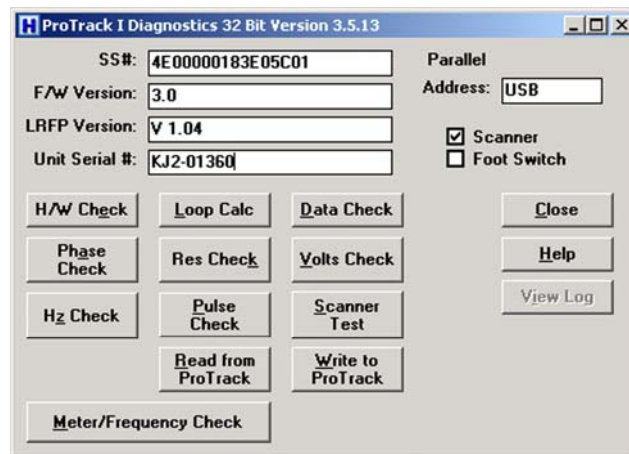 ProTrack I Diagnostics 32 Bit Version 3.5.13
SS#: 4E00000183E05C01
Parallel
F/W Version: 3.0
Address: USB
LRFP Version: V 1.04
Scanner
Unit Serial #: KJ2-01360
Foot Switch
H/W Check Loop Calc Data Check Close
Phase
Check
Res Check Volts Check Help
Hz Check
Pulse
Check
Scanner
Test
View Log
Read from
ProTrack
Write to
ProTrack
Meter/Frequency Check